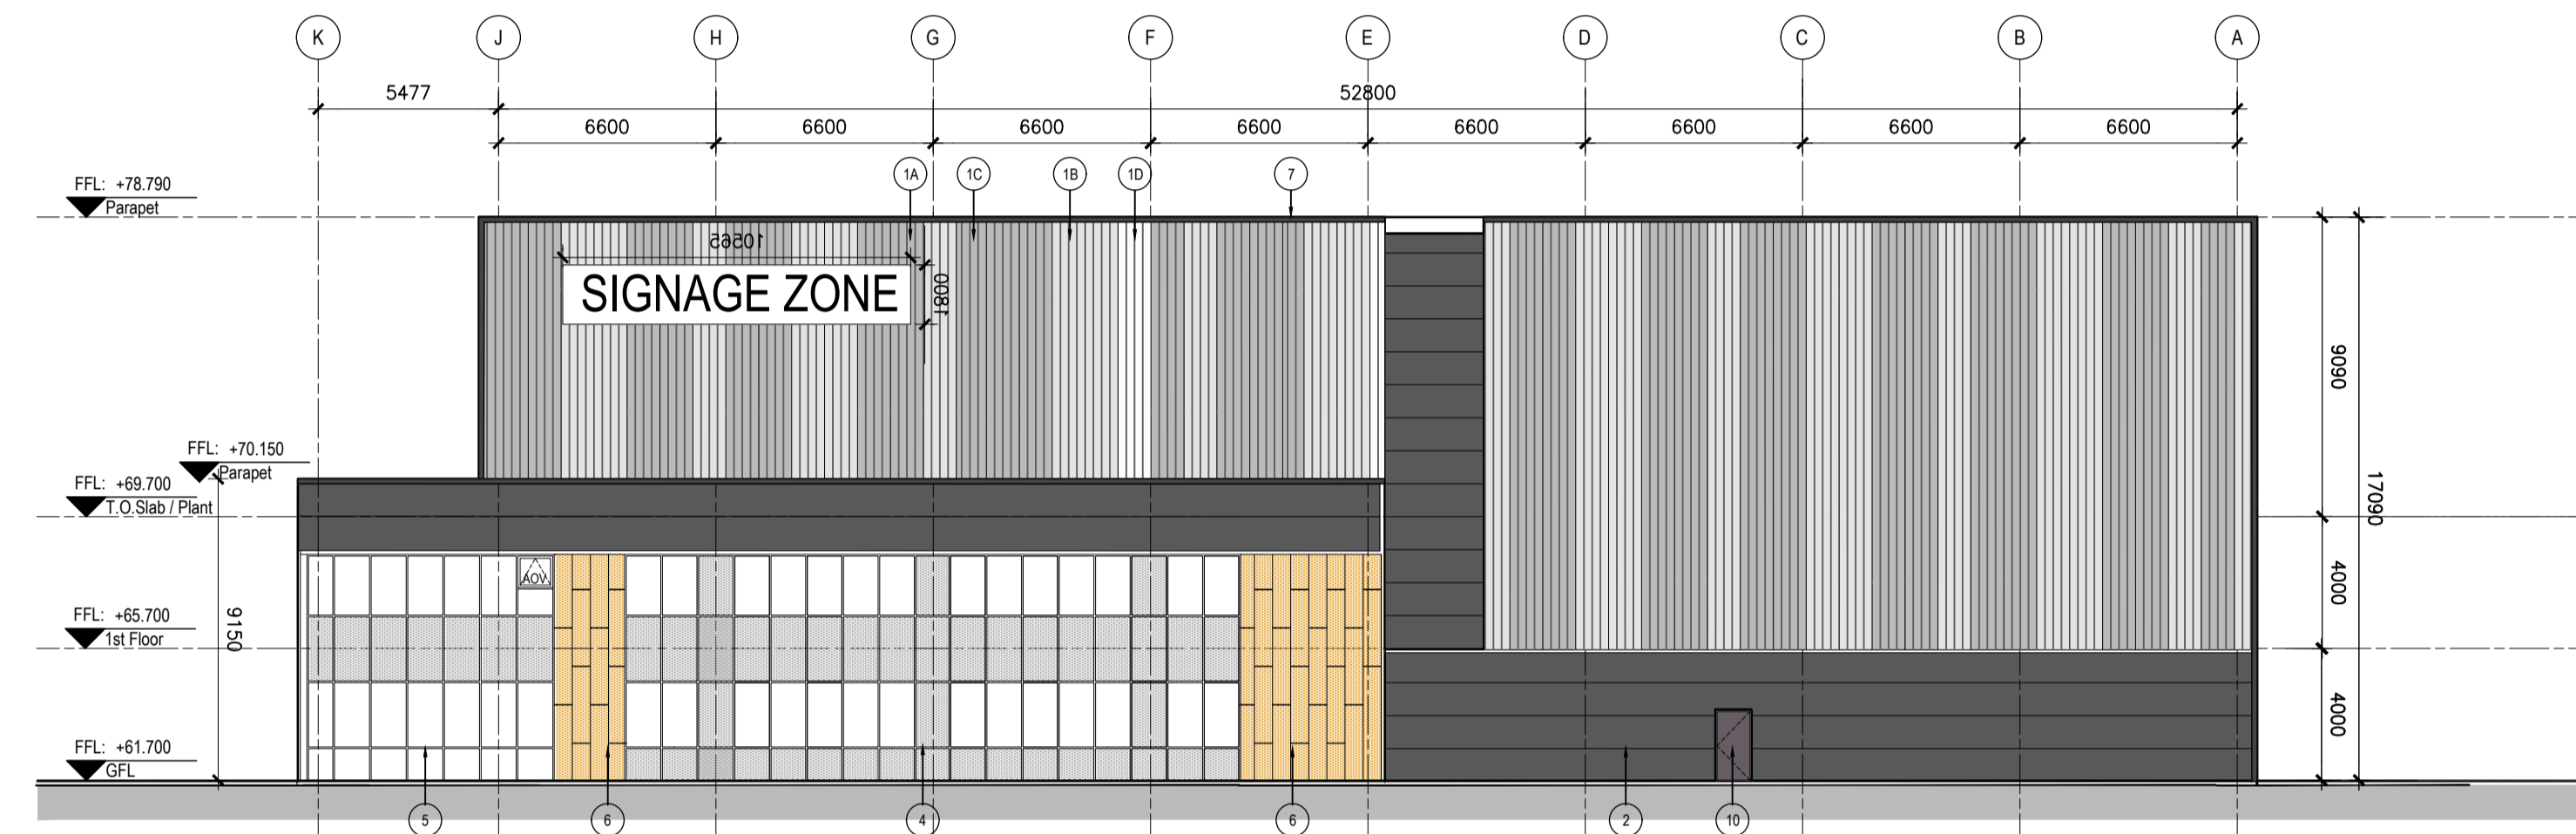 K J H G F E D C B A
5477 52800
6600 6600 6600 6600 6600 6600 6600 6600
1A 1C 1B 1D 7
FFL: +78.790
Parapet
10565
SIGNAGE ZONE
1800
9090
FFL: +70.150
Parapet
FFL: +69.700
T.O.Slab / Plant
17090
AOV
4000
FFL: +65.700
1st Floor
9150
4000
FFL: +61.700
GFL
5 6 4 6 2 10